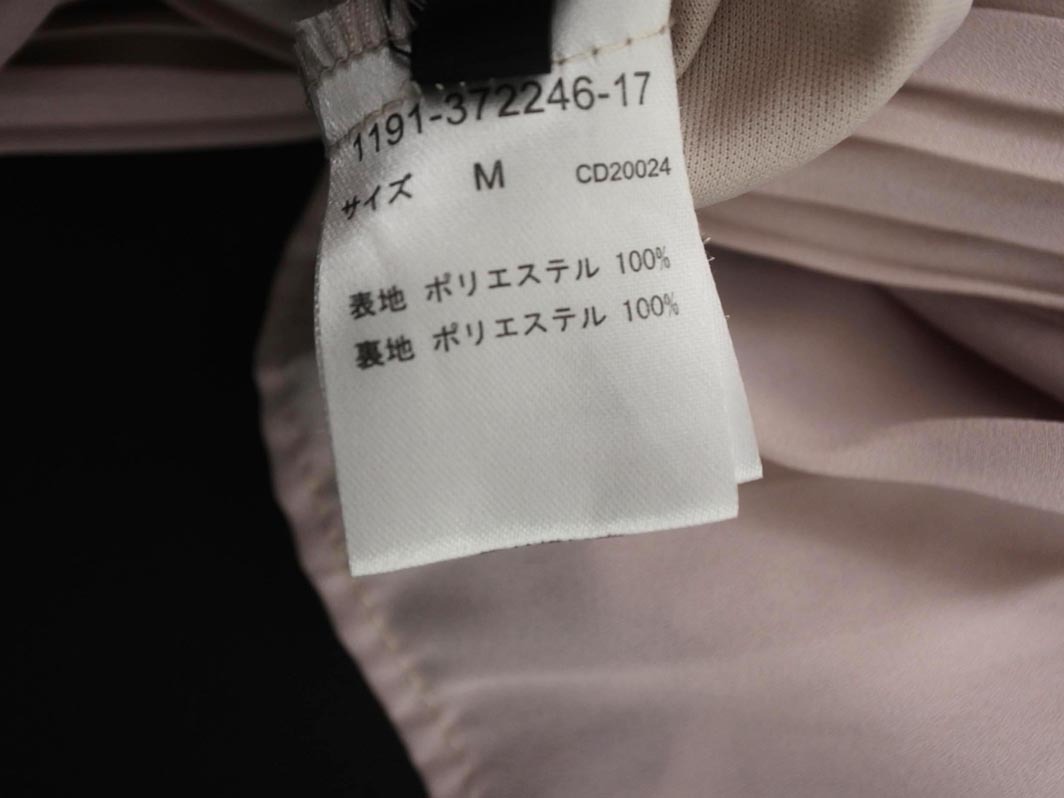 1191-372246-17
サイズ M CD20024
表地 ポリエステル 100%
裏地 ポリエステル 100%